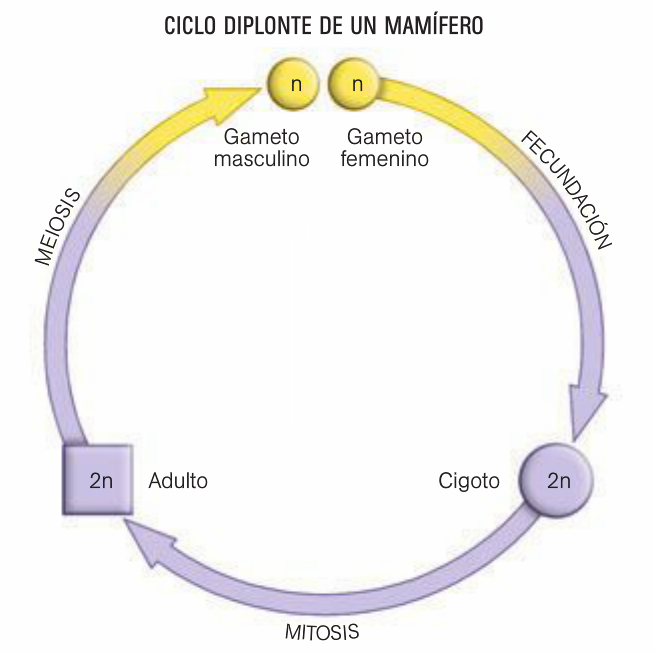 CICLO DIPLONTE DE UN MAMÍFERO
n
n
Gameto
masculino
Gameto
femenino
FECUNDACIÓN
MEIOSIS
2n
Adulto
Cigoto
2n
MITOSIS